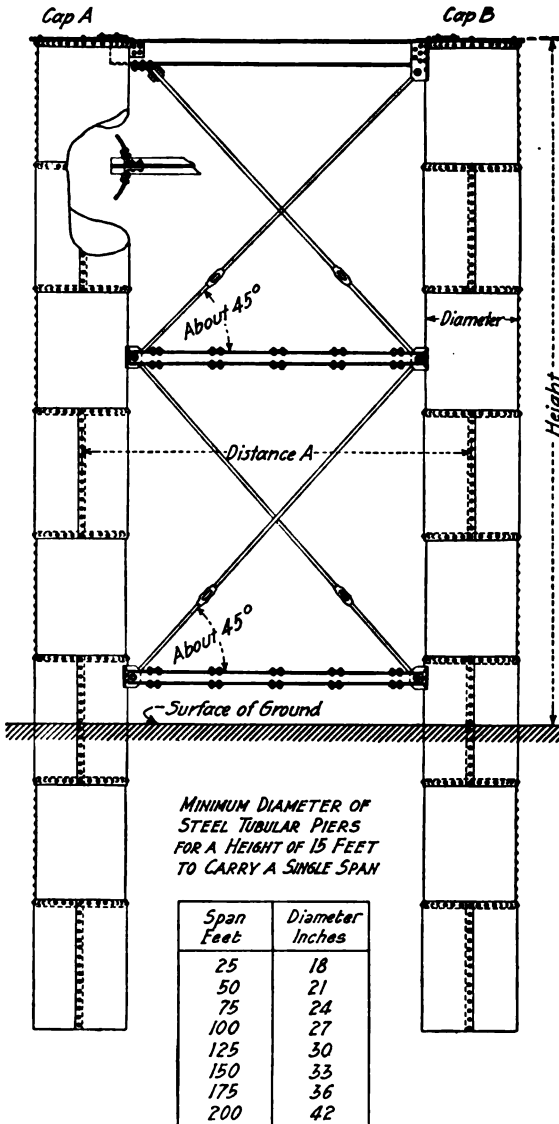 Cap A
Cap B
About 45°
Diameter
Height
Distance A
About 45°
Surface of Ground
MINIMUM DIAMETER OF
STEEL TUBULAR PIERS
FOR A HEIGHT OF 15 FEET
TO CARRY A SINGLE SPAN
Span Feet	Diameter Inches
25	18
50	21
75	24
100	27
125	30
150	33
175	36
200	42